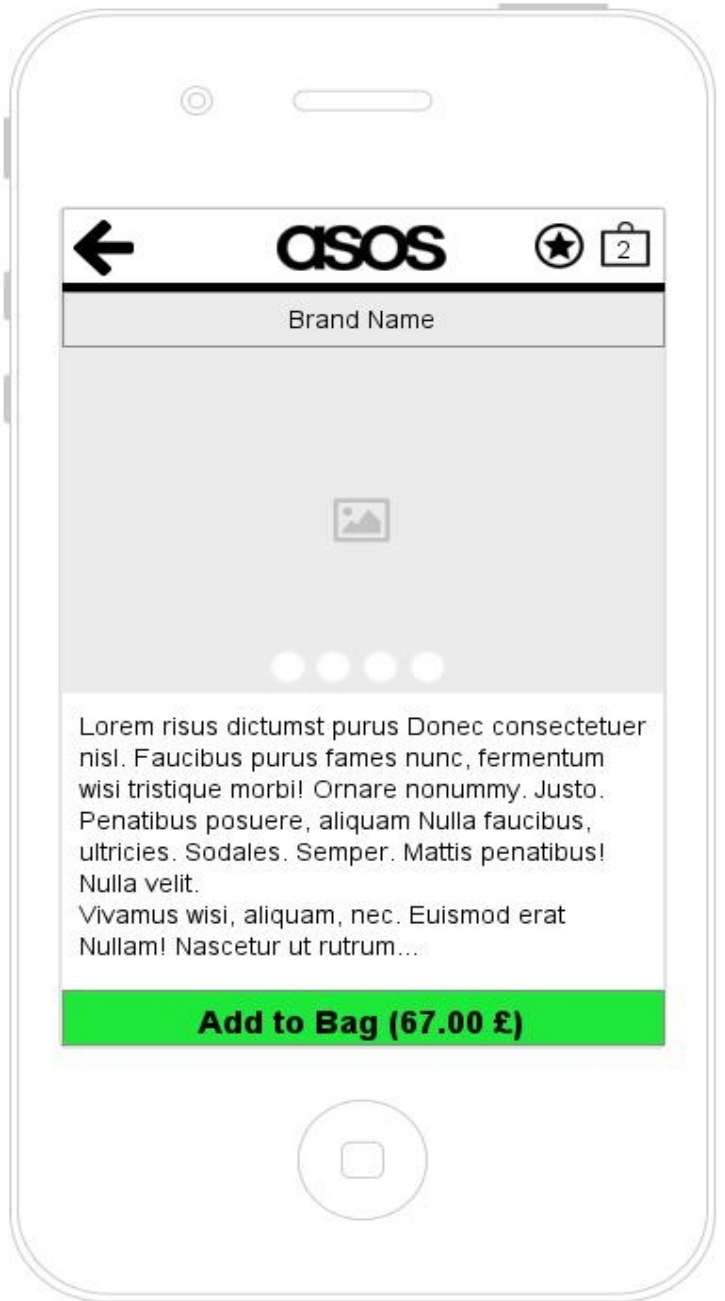 asos
2
Brand Name
Lorem risus dictumst purus Donec consectetuer
nisl. Faucibus purus fames nunc, fermentum
wisi tristique morbi! Ornare nonummy. Justo.
Penatibus posuere, aliquam Nulla faucibus,
ultricies. Sodales. Semper. Mattis penatibus!
Nulla velit.
Vivamus wisi, aliquam, nec. Euismod erat
Nullam! Nascetur ut rutrum...
Add to Bag (67.00 £)